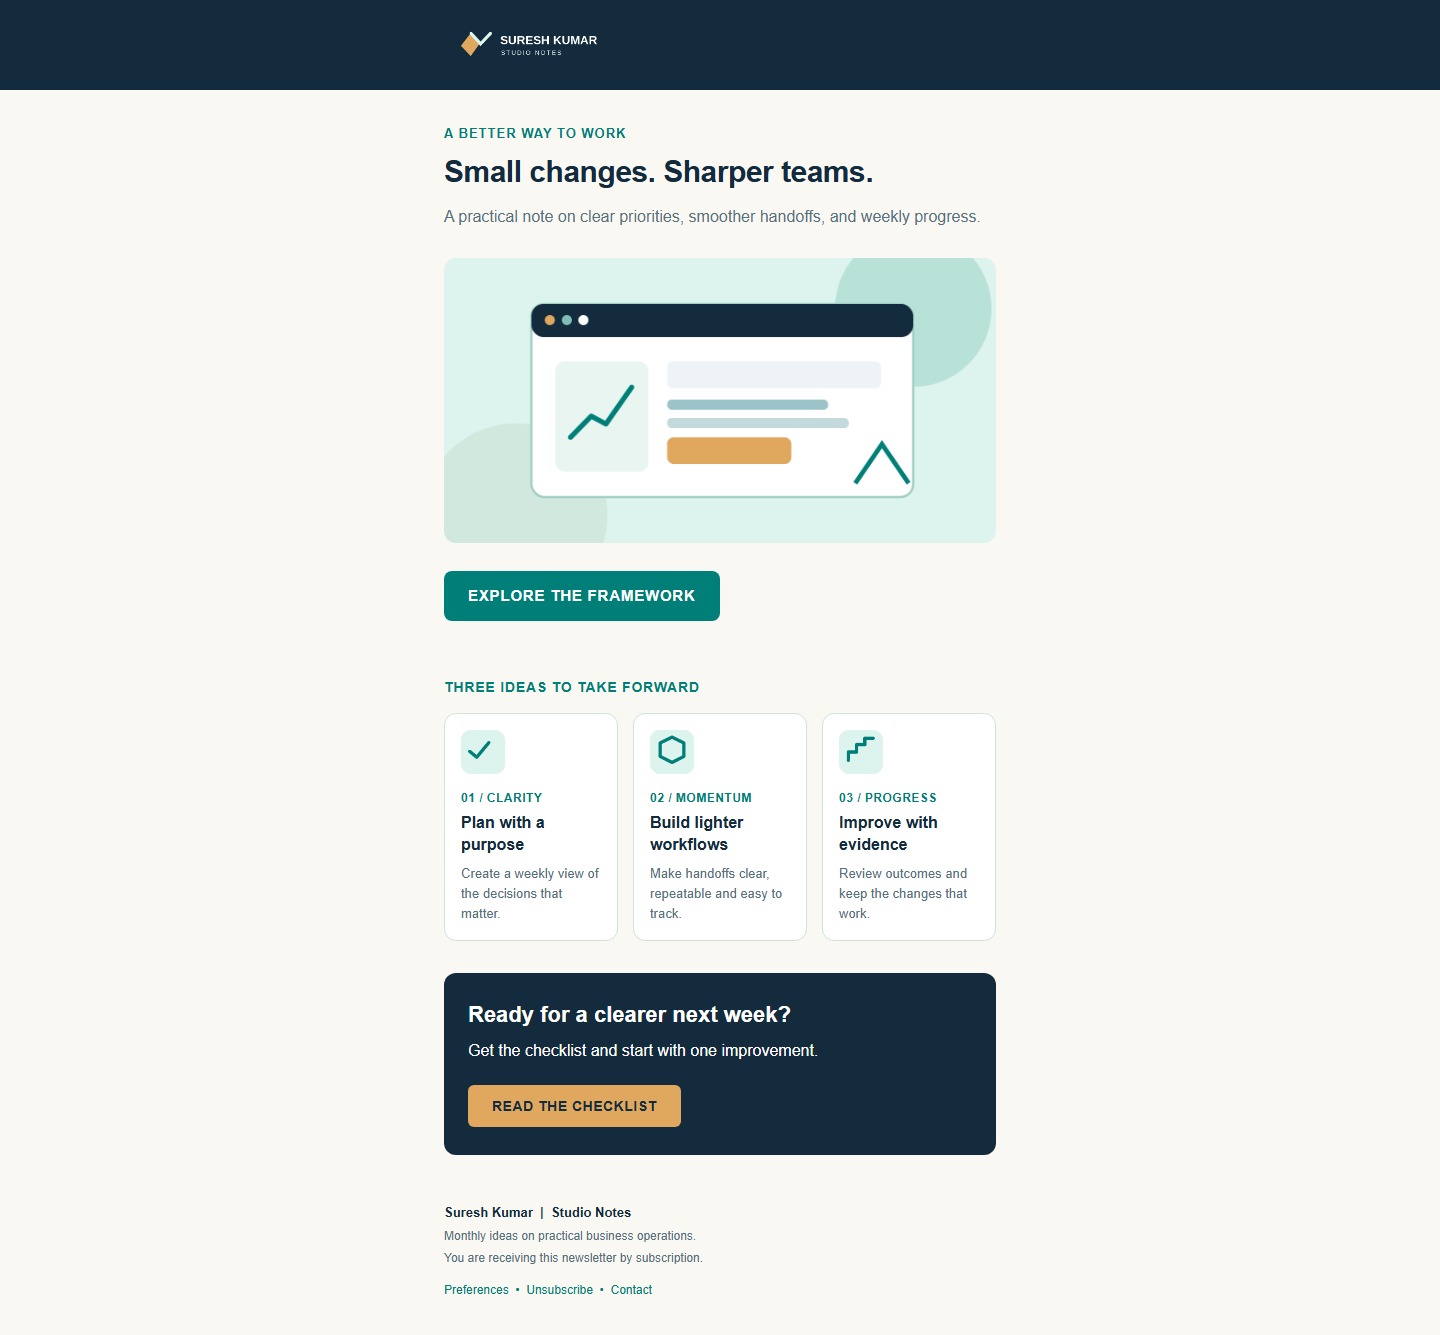 SURESH KUMAR
STUDIO NOTES
A BETTER WAY TO WORK
Small changes. Sharper teams.
A practical note on clear priorities, smoother handoffs, and weekly progress.
EXPLORE THE FRAMEWORK
THREE IDEAS TO TAKE FORWARD
01 / CLARITY
Plan with a
purpose
Create a weekly view of
the decisions that
matter.
02 / MOMENTUM
Build lighter
workflows
Make handoffs clear,
repeatable and easy to
track.
03 / PROGRESS
Improve with
evidence
Review outcomes and
keep the changes that
work.
Ready for a clearer next week?
Get the checklist and start with one improvement.
READ THE CHECKLIST
Suresh Kumar | Studio Notes
Monthly ideas on practical business operations.
You are receiving this newsletter by subscription.
Preferences • Unsubscribe • Contact